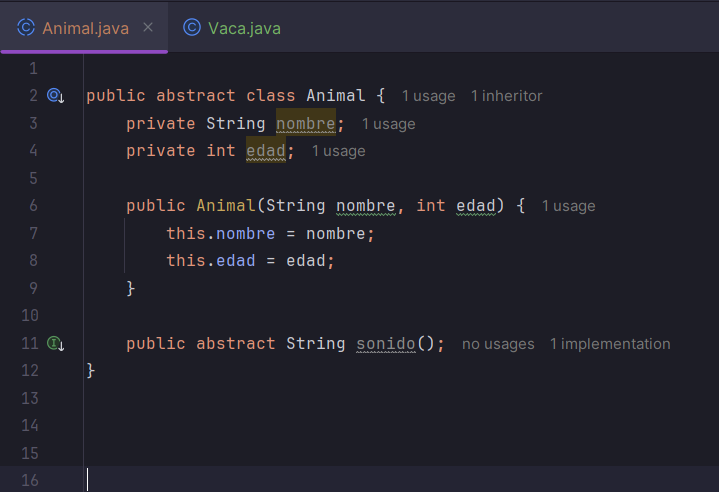 Animal.java Vaca.java
1
2 public abstract class Animal { 1 usage 1 inheritor
3 private String nombre; 1 usage
4 private int edad; 1 usage
5
6 public Animal(String nombre, int edad) { 1 usage
7 this.nombre = nombre;
8 this.edad = edad;
9 }
10
11 public abstract String sonido(); no usages 1 implementation
12 }
13
14
15
16